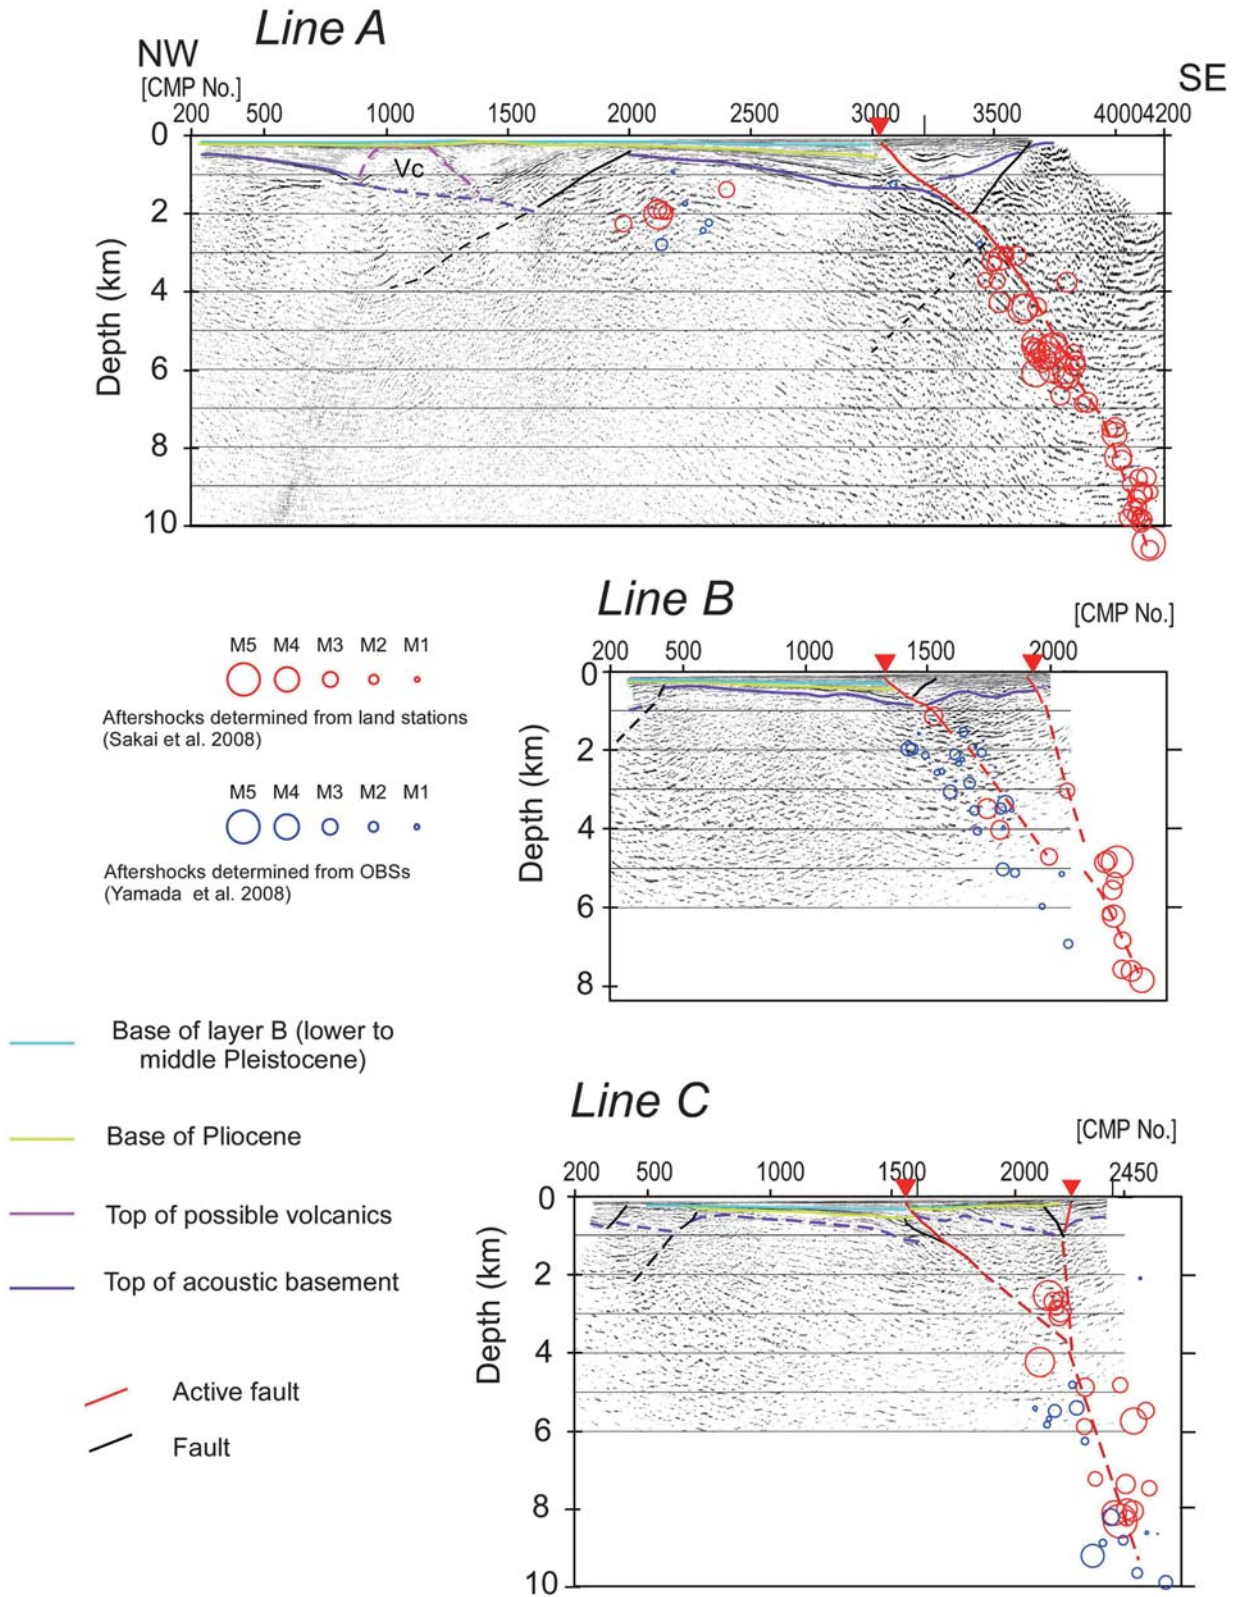 Line A
NW
SE
[CMP No.]
200 500 1000 1500 2000 2500 3000 3500 4000 4200
Vc
Depth (km)
0
2
4
6
8
10
Line B
[CMP No.]
200 500 1000 1500 2000
Depth (km)
0
2
4
6
8
M5 M4 M3 M2 M1
Aftershocks determined from land stations
(Sakai et al. 2008)
M5 M4 M3 M2 M1
Aftershocks determined from OBSs
(Yamada et al. 2008)
Base of layer B (lower to
middle Pleistocene)
Base of Pliocene
Top of possible volcanics
Top of acoustic basement
Active fault
Fault
Line C
[CMP No.]
200 500 1000 1500 2000 2450
Depth (km)
0
2
4
6
8
10